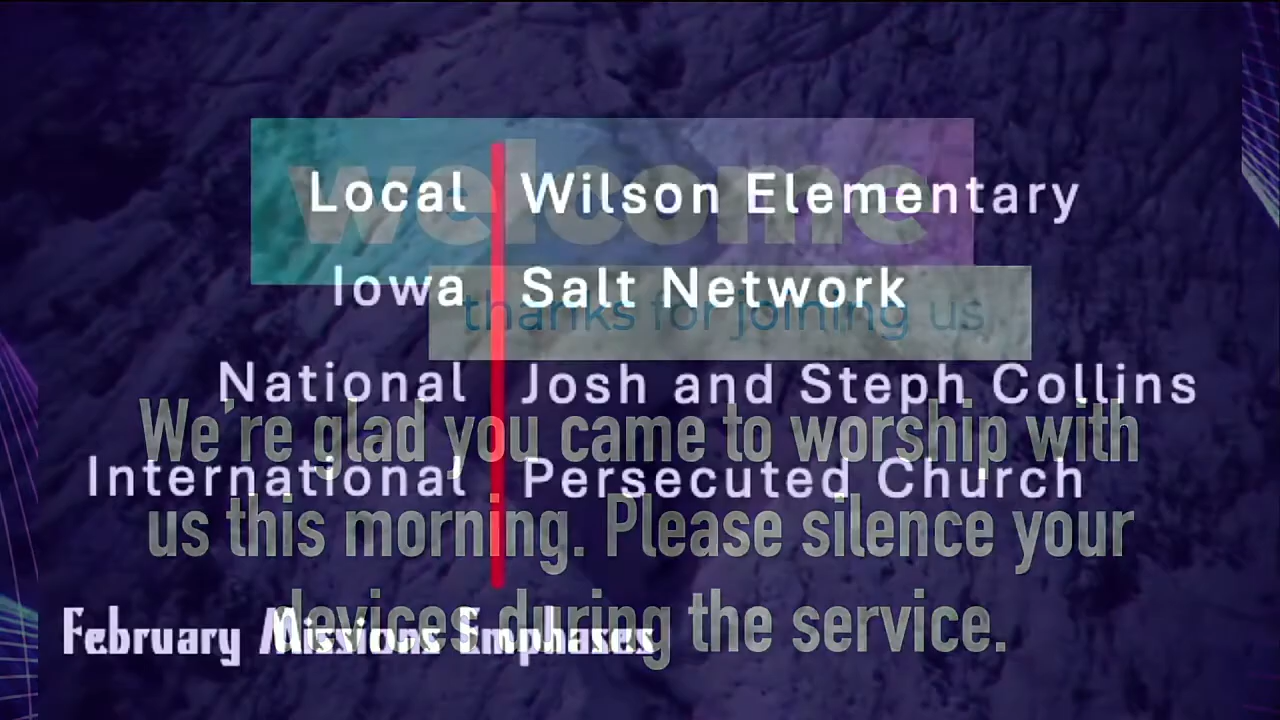 welcome
thanks for joining us
We're glad you came to worship with
us this morning. Please silence your
devices during the service.
Local Wilson Elementary
Iowa Salt Network
National Josh and Steph Collins
International Persecuted Church
February Missions Emphases